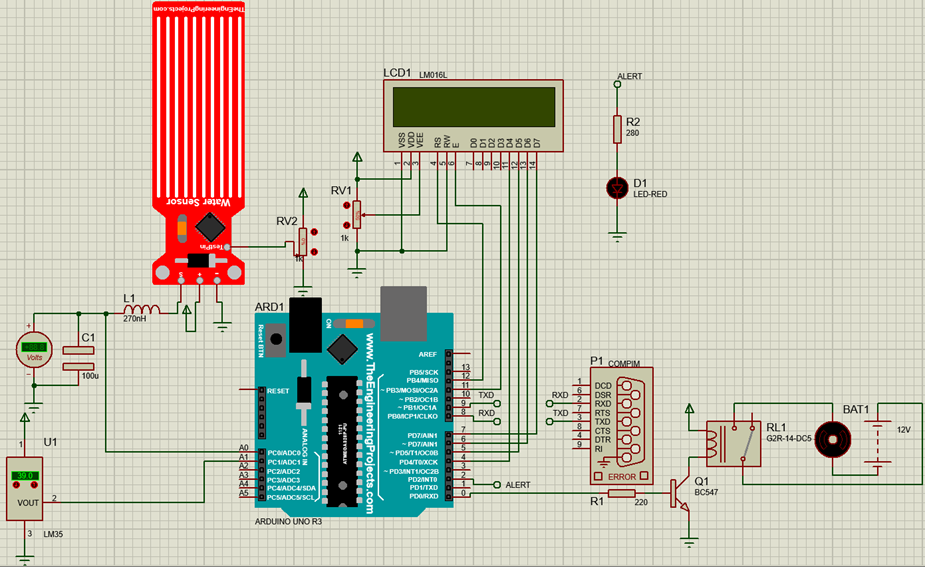 www.TheEngineeringProjects.com
Water Sensor
TestPin
S + -
LCD1 LM016L
VSS VDD VEE RS RW E D0 D1 D2 D3 D4 D5 D6 D7
1 2 3 4 5 6 7 8 9 10 11 12 13 14
ALERT
R2
280
D1
LED-RED
RV1
1k
RV2
1k
L1
270nH
+
Volts
-
C1
100u
U1
1
39.0
VOUT
2
3
LM35
ARD1
Reset BTN
www.TheEngineeringProjects.com
RESET
ANALOG IN
AREF
PB5/SCK 13
PB4/MISO 12
~ PB3/MOSI/OC2A 11
~ PB2/OC1B 10
~ PB1/OC1A 9
PB0/ICP1/CLKO 8
PD7/AIN1 7
~ PD6/AIN0 6
~ PD5/T1/OC0B 5
PD4/T0/XCK 4
~ PD3/INT1/OC2B 3
PD2/INT0 2
PD1/TXD 1
PD0/RXD 0
A0 PC0/ADC0
A1 PC1/ADC1
A2 PC2/ADC2
A3 PC3/ADC3
A4 PC4/ADC4/SDA
A5 PC5/ADC5/SCL
ARDUINO UNO R3
TXD
RXD
ALERT
RXD
TXD
P1 COMPIM
1 DCD
6 DSR
2 RXD
7 RTS
3 TXD
8 CTS
4 DTR
9 RI
ERROR
R1
220
Q1
BC547
RL1
G2R-14-DC5
BAT1
12V